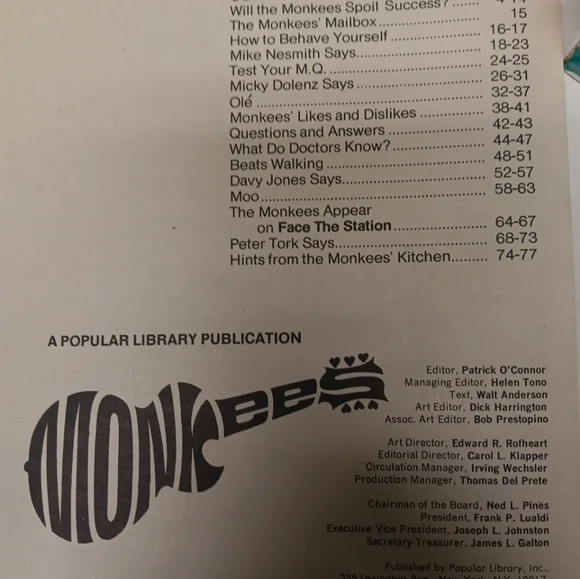 Will the Monkees Spoil Success? ....... 4-14
The Monkees' Mailbox ........................ 15
How to Behave Yourself .................... 16-17
Mike Nesmith Says............................. 18-23
Test Your M.Q. .................................. 24-25
Micky Dolenz Says ............................ 26-31
Olé .................................................... 32-37
Monkees' Likes and Dislikes .............. 38-41
Questions and Answers .................... 42-43
What Do Doctors Know? .................... 44-47
Beats Walking .................................. 48-51
Davy Jones Says............................... 52-57
Moo.................................................. 58-63
The Monkees Appear
on Face The Station ...................... 64-67
Peter Tork Says................................. 68-73
Hints from the Monkees' Kitchen......... 74-77
A POPULAR LIBRARY PUBLICATION
MONKEES
Editor, Patrick O'Connor
Managing Editor, Helen Tono
Text, Walt Anderson
Art Editor, Dick Harrington
Assoc. Art Editor, Bob Prestopino
Art Director, Edward R. Rofheart
Editorial Director, Carol L. Klapper
Circulation Manager, Irving Wechsler
Production Manager, Thomas Del Prete
Chairman of the Board, Ned L. Pines
President, Frank P. Lualdi
Executive Vice President, Joseph L. Johnston
Secretary-Treasurer, James L. Galton
Published by Popular Library, Inc.,